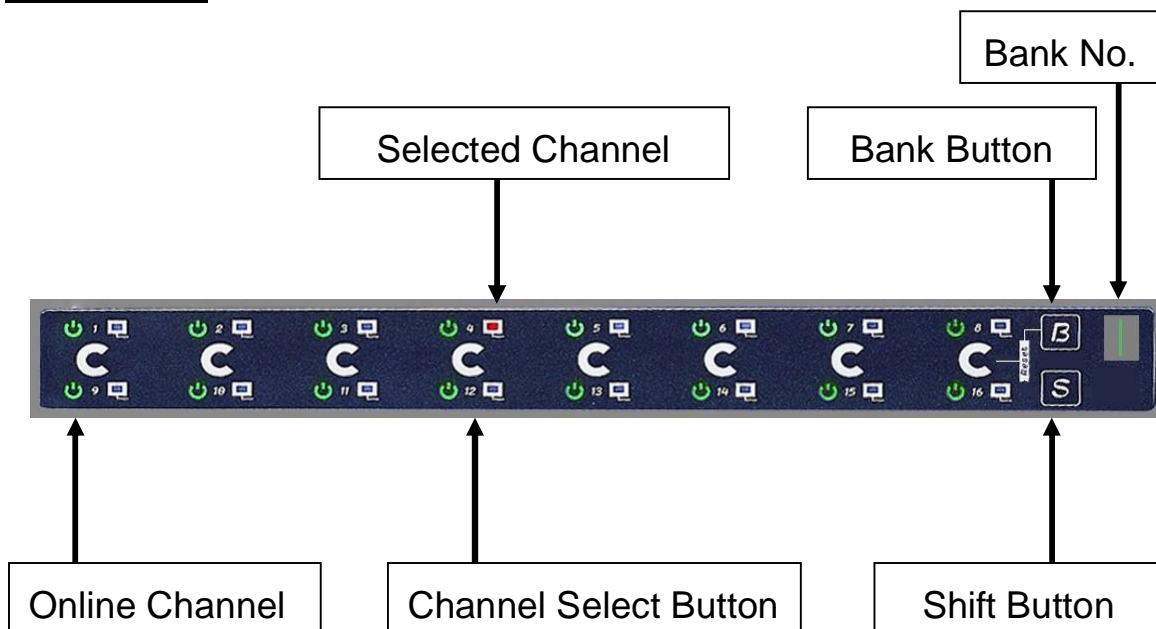 Bank No.
Selected Channel
Bank Button
1 2 3 4 5 6 7 8 B
C C C C C C C C Reset
9 10 11 12 13 14 15 16 S
Online Channel
Channel Select Button
Shift Button